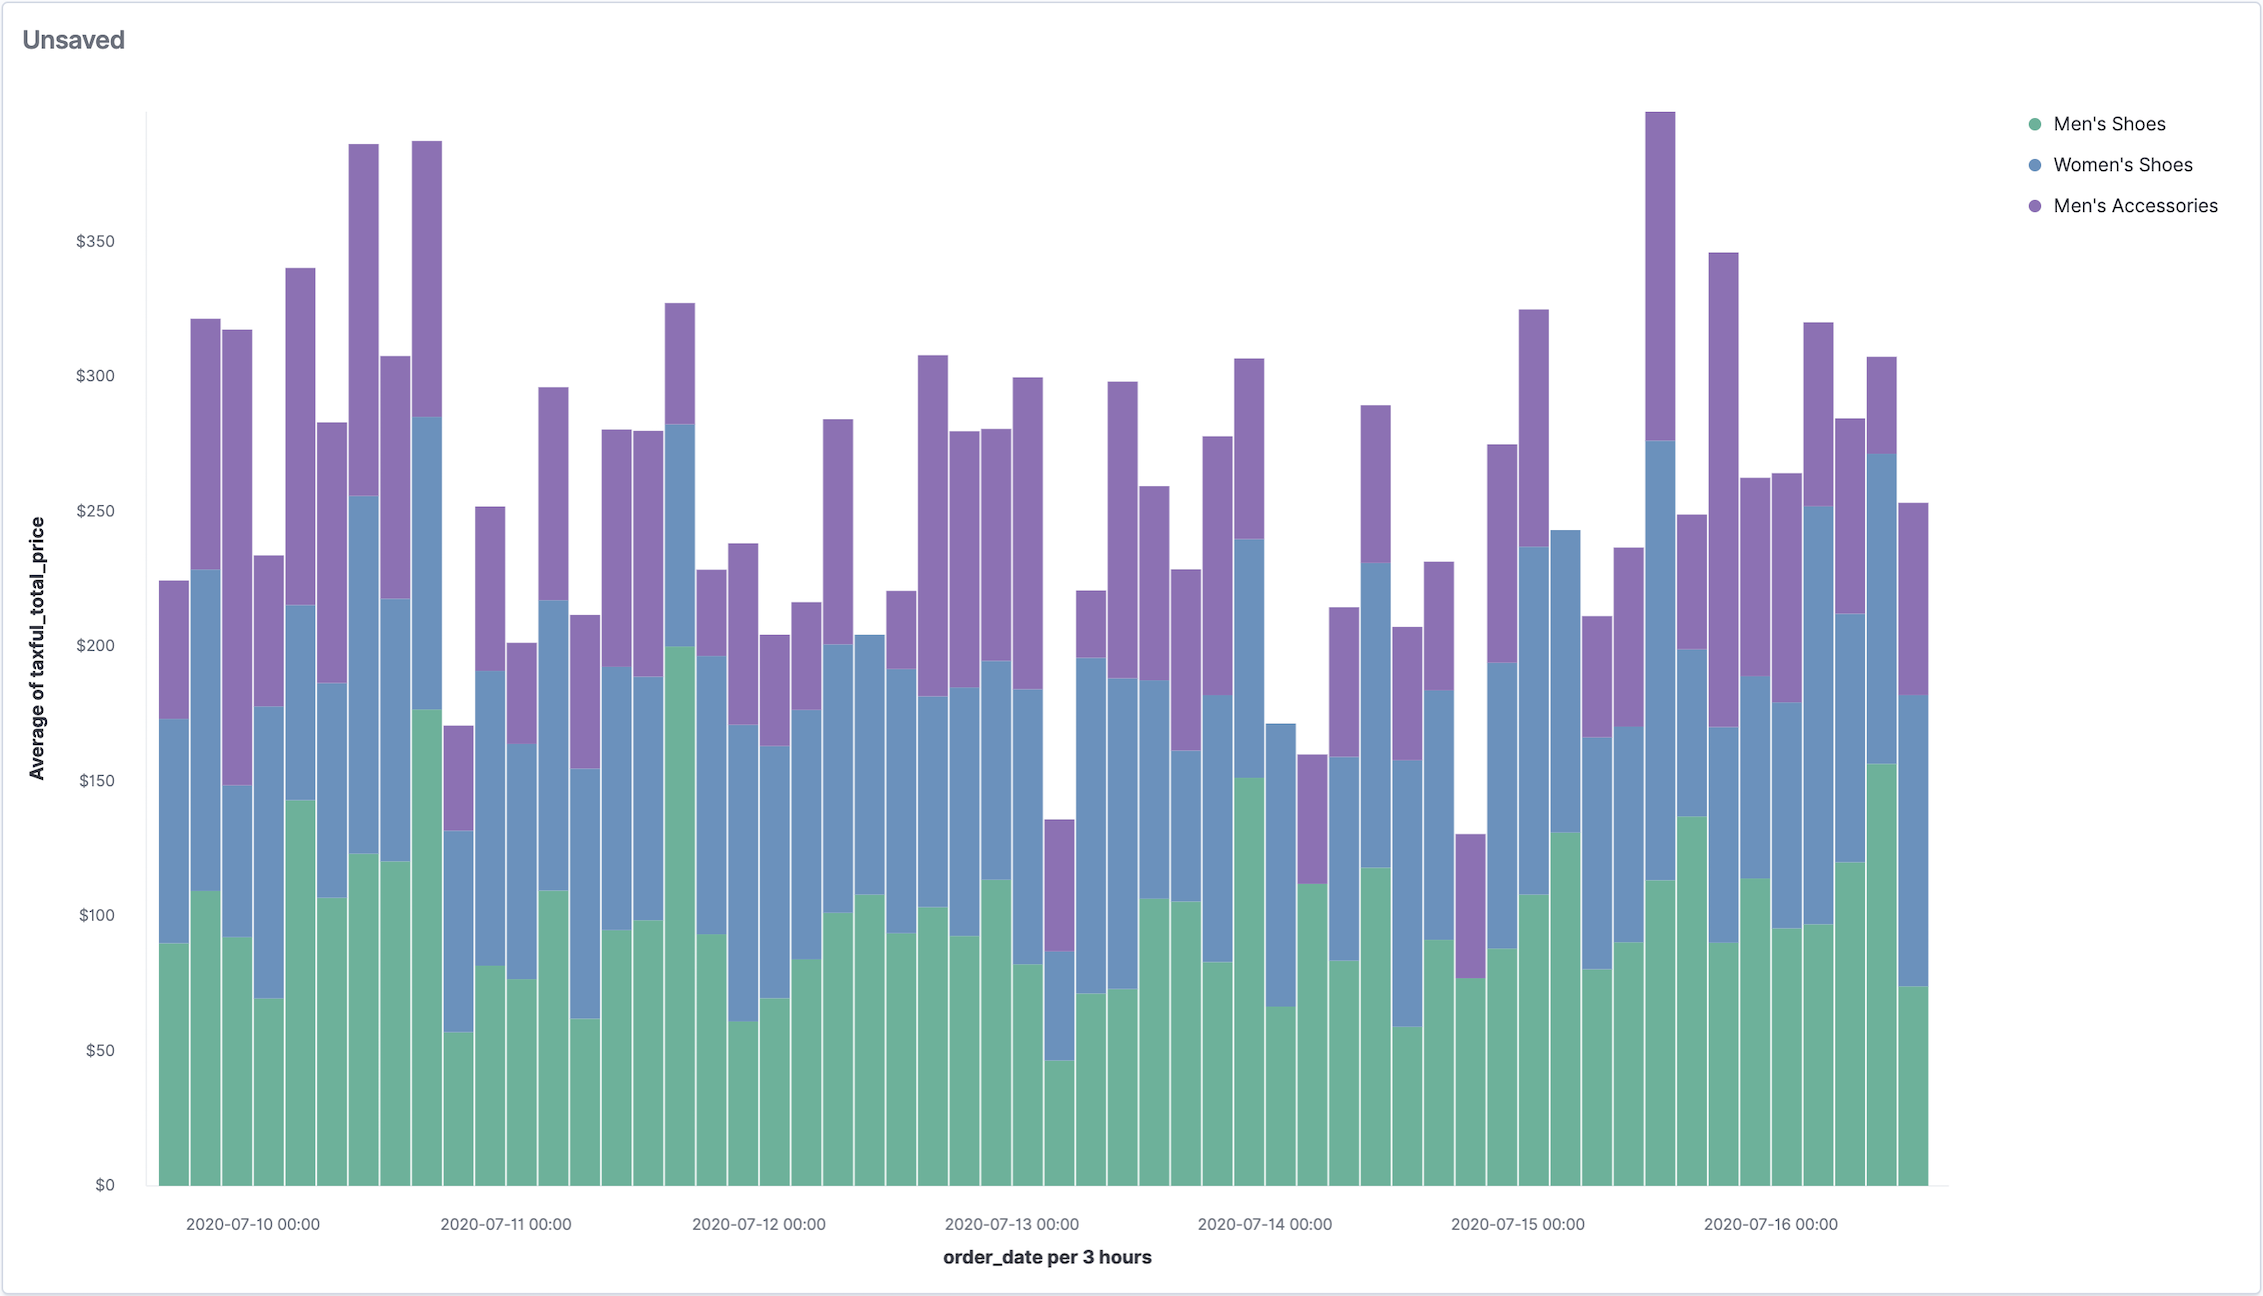 Unsaved
Men's Shoes
Women's Shoes
Men's Accessories
Average of taxful_total_price
$350
$300
$250
$200
$150
$100
$50
$0
2020-07-10 00:00
2020-07-11 00:00
2020-07-12 00:00
2020-07-13 00:00
2020-07-14 00:00
2020-07-15 00:00
2020-07-16 00:00
order_date per 3 hours